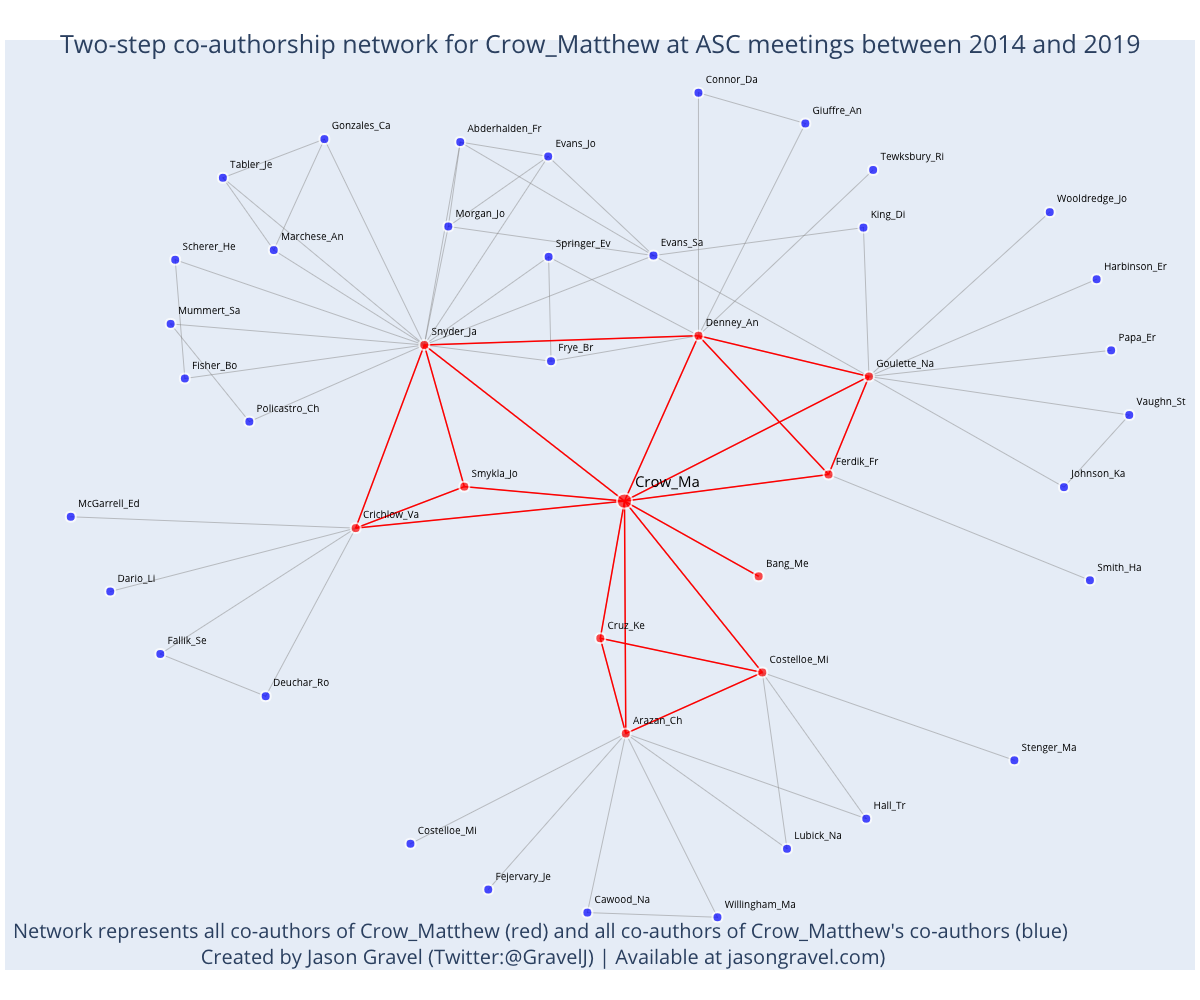 Two-step co-authorship network for Crow_Matthew at ASC meetings between 2014 and 2019
Connor_Da
Giuffre_An
Gonzales_Ca
Abderhalden_Fr
Evans_Jo
Tewksbury_Ri
Tabler_Je
Wooldredge_Jo
Morgan_Jo
King_Di
Marchese_An
Scherer_He
Springer_Ev
Evans_Sa
Harbinson_Er
Mummert_Sa
Snyder_Ja
Denney_An
Papa_Er
Fisher_Bo
Frye_Br
Goulette_Na
Vaughn_St
Policastro_Ch
Ferdik_Fr
Smykla_Jo
Crow_Ma
Johnson_Ka
McGarrell_Ed
Crichlow_Va
Bang_Me
Smith_Ha
Dario_Li
Cruz_Ke
Fallik_Se
Costelloe_Mi
Deuchar_Ro
Arazan_Ch
Stenger_Ma
Hall_Tr
Costelloe_Mi
Lubick_Na
Fejervary_Je
Cawood_Na
Willingham_Ma
Network represents all co-authors of Crow_Matthew (red) and all co-authors of Crow_Matthew's co-authors (blue)
Created by Jason Gravel (Twitter:@GravelJ) | Available at jasongravel.com)